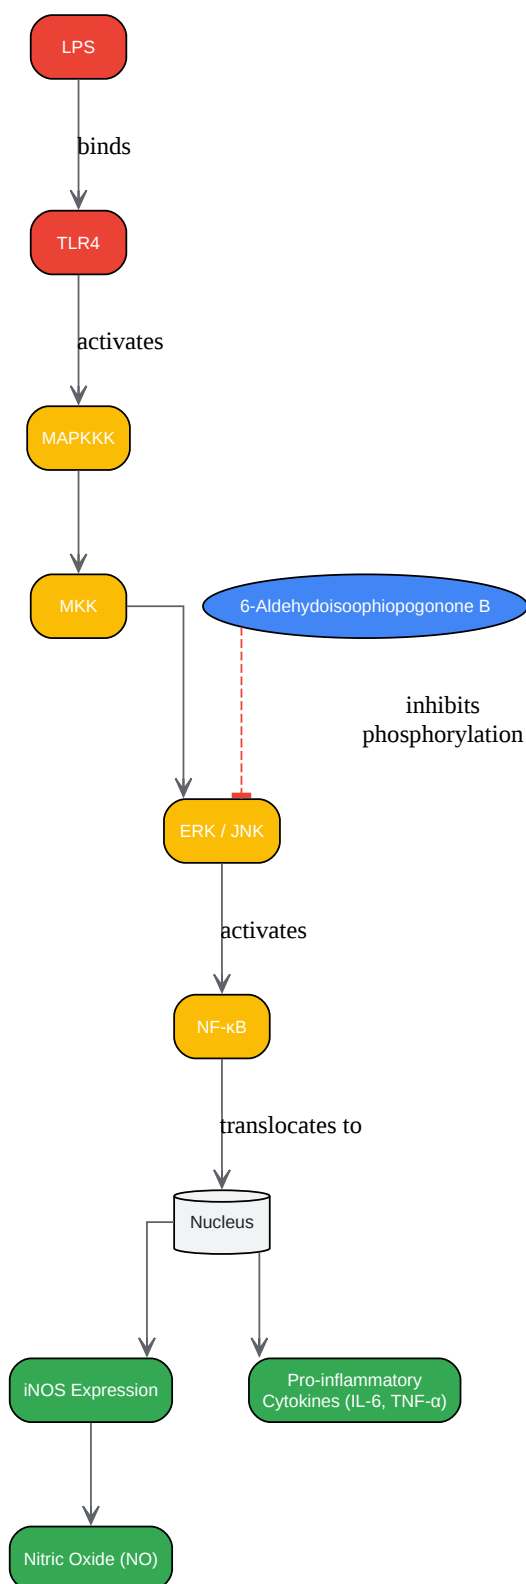 LPS
binds
TLR4
activates
MAPKKK
MKK
6-Aldehydoisoophiopogonone B
inhibits
phosphorylation
ERK / JNK
activates
NF-κB
translocates to
Nucleus
iNOS Expression
Pro-inflammatory
Cytokines (IL-6, TNF-α)
Nitric Oxide (NO)